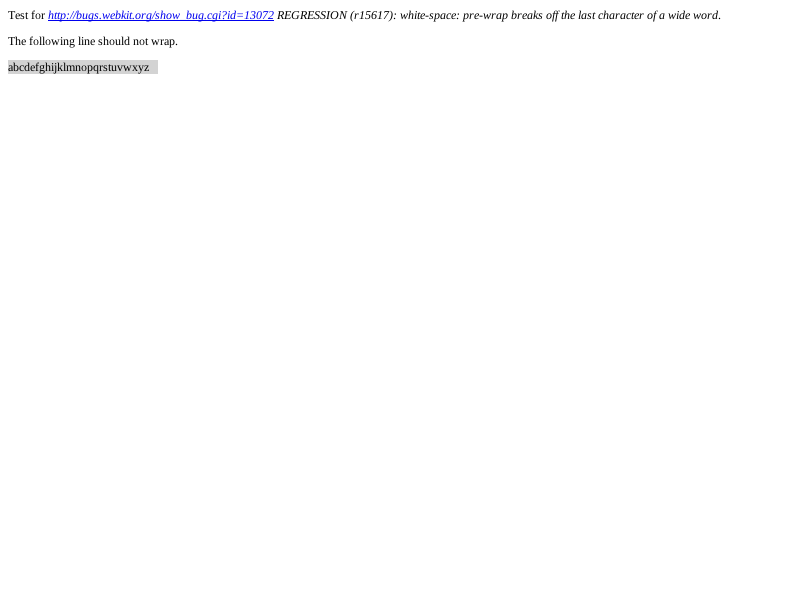 Test for http://bugs.webkit.org/show_bug.cgi?id=13072 REGRESSION (r15617): white-space: pre-wrap breaks off the last character of a wide word.
The following line should not wrap.
abcdefghijklmnopqrstuvwxyz